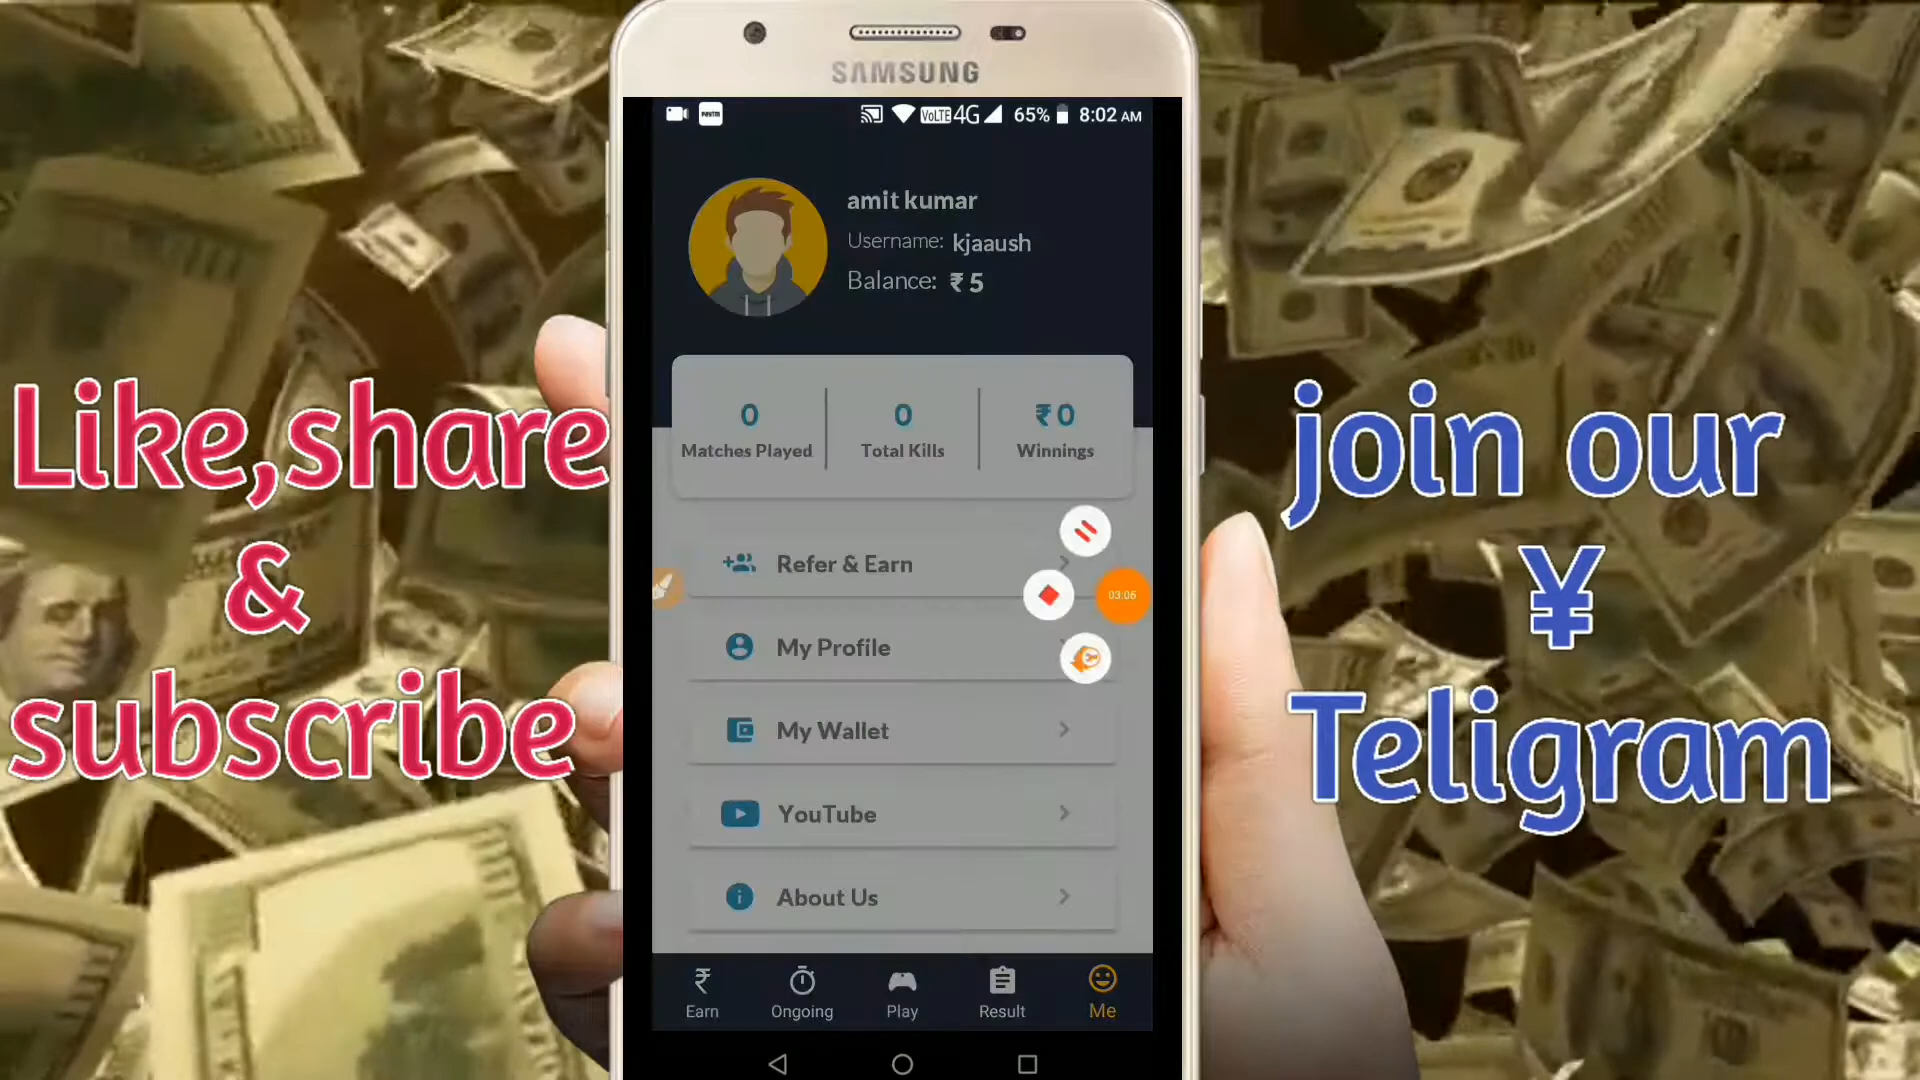 SAMSUNG
Paytm
VoLTE 4G 65% 8:02 AM
amit kumar
Username: kjaaush
Balance: ₹ 5
0 0 ₹ 0
Matches Played Total Kills Winnings
Refer & Earn
03:06
My Profile
My Wallet
YouTube
About Us
₹
Earn Ongoing Play Result Me
Like,share
&
subscribe
join our
¥
Teligram